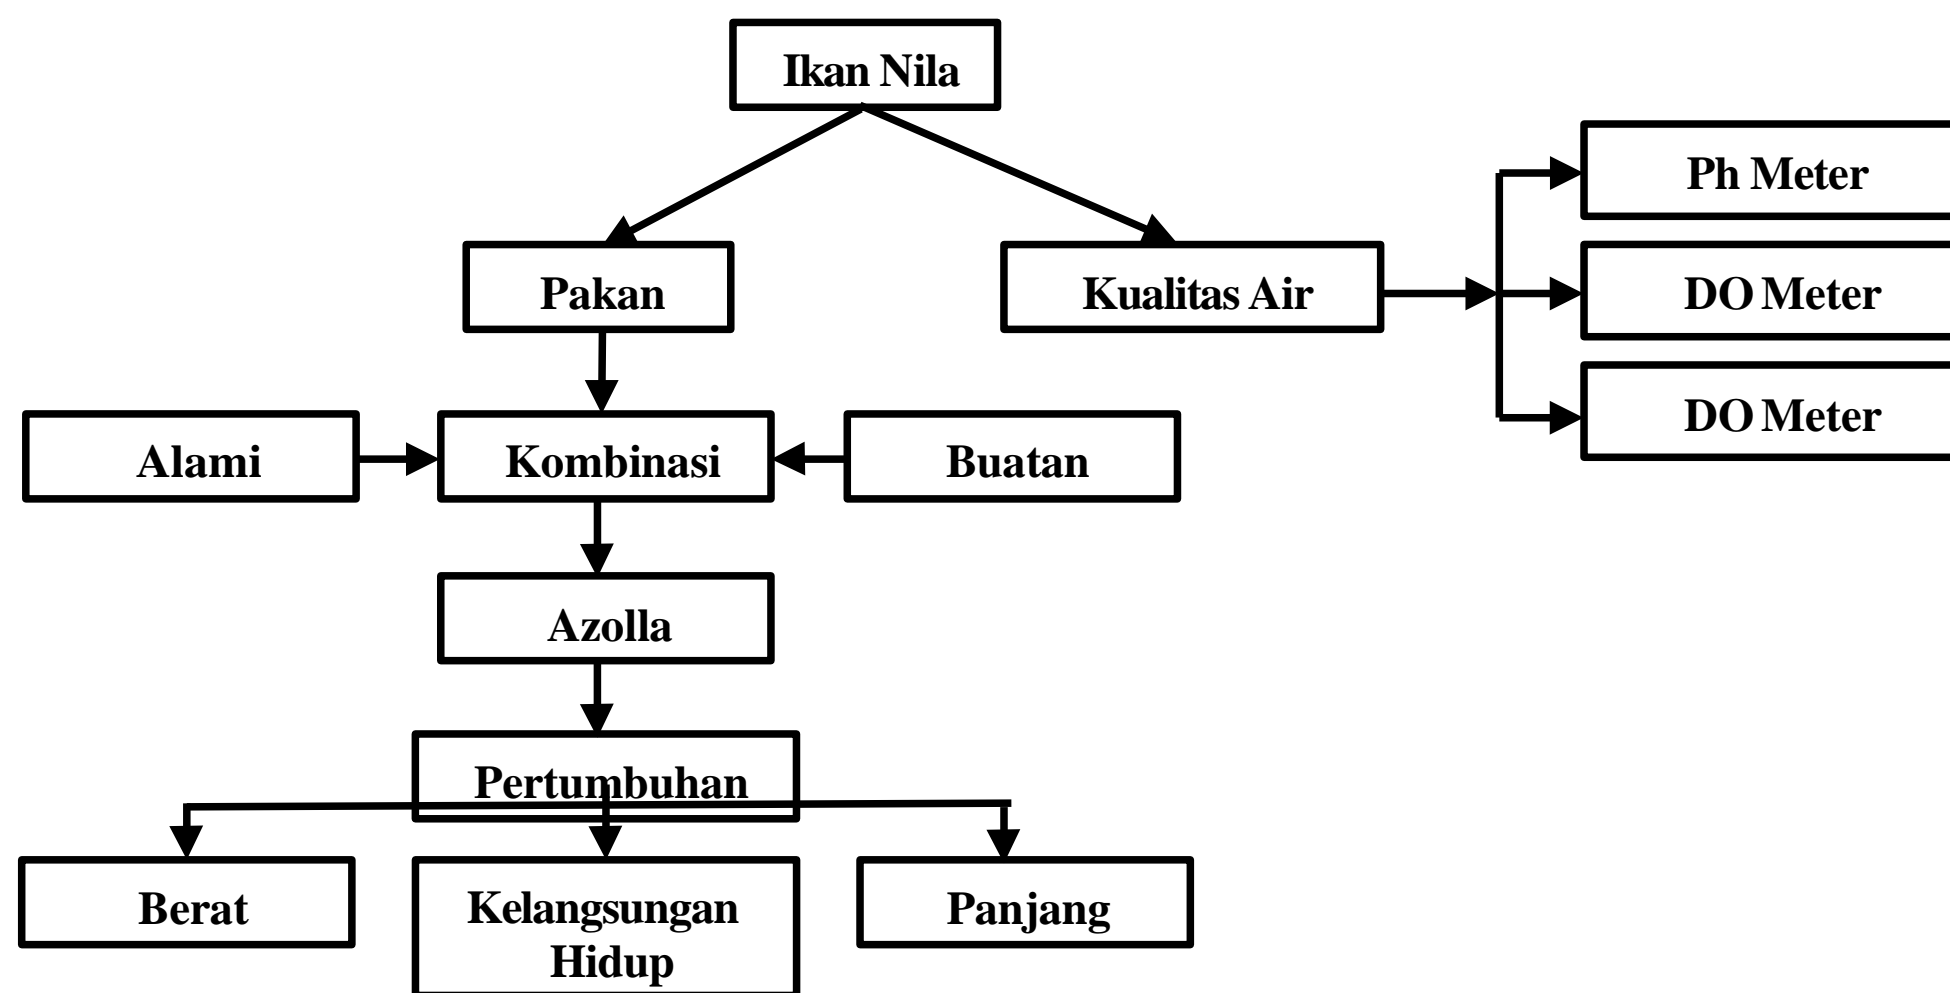 Ikan Nila
Ph Meter
Pakan
Kualitas Air
DO Meter
DO Meter
Alami
Kombinasi
Buatan
Azolla
Pertumbuhan
Berat
Kelangsungan
Hidup
Panjang